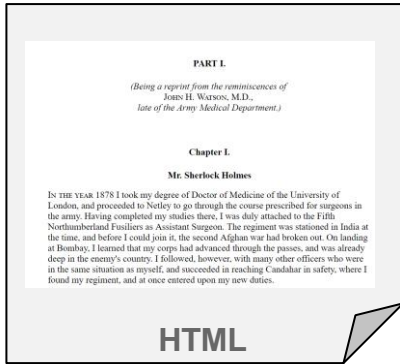 PART I.
(Being a reprint from the reminiscences of
JOHN H. WATSON, M.D.,
late of the Army Medical Department.)
Chapter I.
Mr. Sherlock Holmes
IN THE YEAR 1878 I took my degree of Doctor of Medicine of the University of
London, and proceeded to Netley to go through the course prescribed for surgeons in
the army. Having completed my studies there, I was duly attached to the Fifth
Northumberland Fusiliers as Assistant Surgeon. The regiment was stationed in India at
the time, and before I could join it, the second Afghan war had broken out. On landing
at Bombay, I learned that my corps had advanced through the passes, and was already
deep in the enemy's country. I followed, however, with many other officers who were
in the same situation as myself, and succeeded in reaching Candahar in safety, where I
found my regiment, and at once entered upon my new duties.
HTML